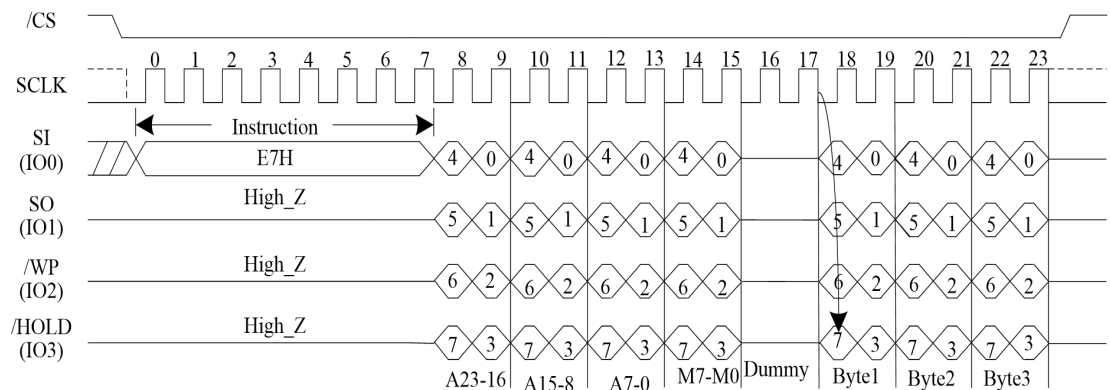 /CS
0 1 2 3 4 5 6 7 8 9 10 11 12 13 14 15 16 17 18 19 20 21 22 23
SCLK
Instruction
SI
(IO0)
E7H
4 0 4 0 4 0 4 0 4 0 4 0 4 0
SO
(IO1)
High_Z
5 1 5 1 5 1 5 1 5 1 5 1 5 1
/WP
(IO2)
High_Z
6 2 6 2 6 2 6 2 6 2 6 2 6 2
/HOLD
(IO3)
High_Z
7 3 7 3 7 3 7 3 7 3 7 3 7 3
A23-16 A15-8 A7-0 M7-M0 Dummy Byte1 Byte2 Byte3